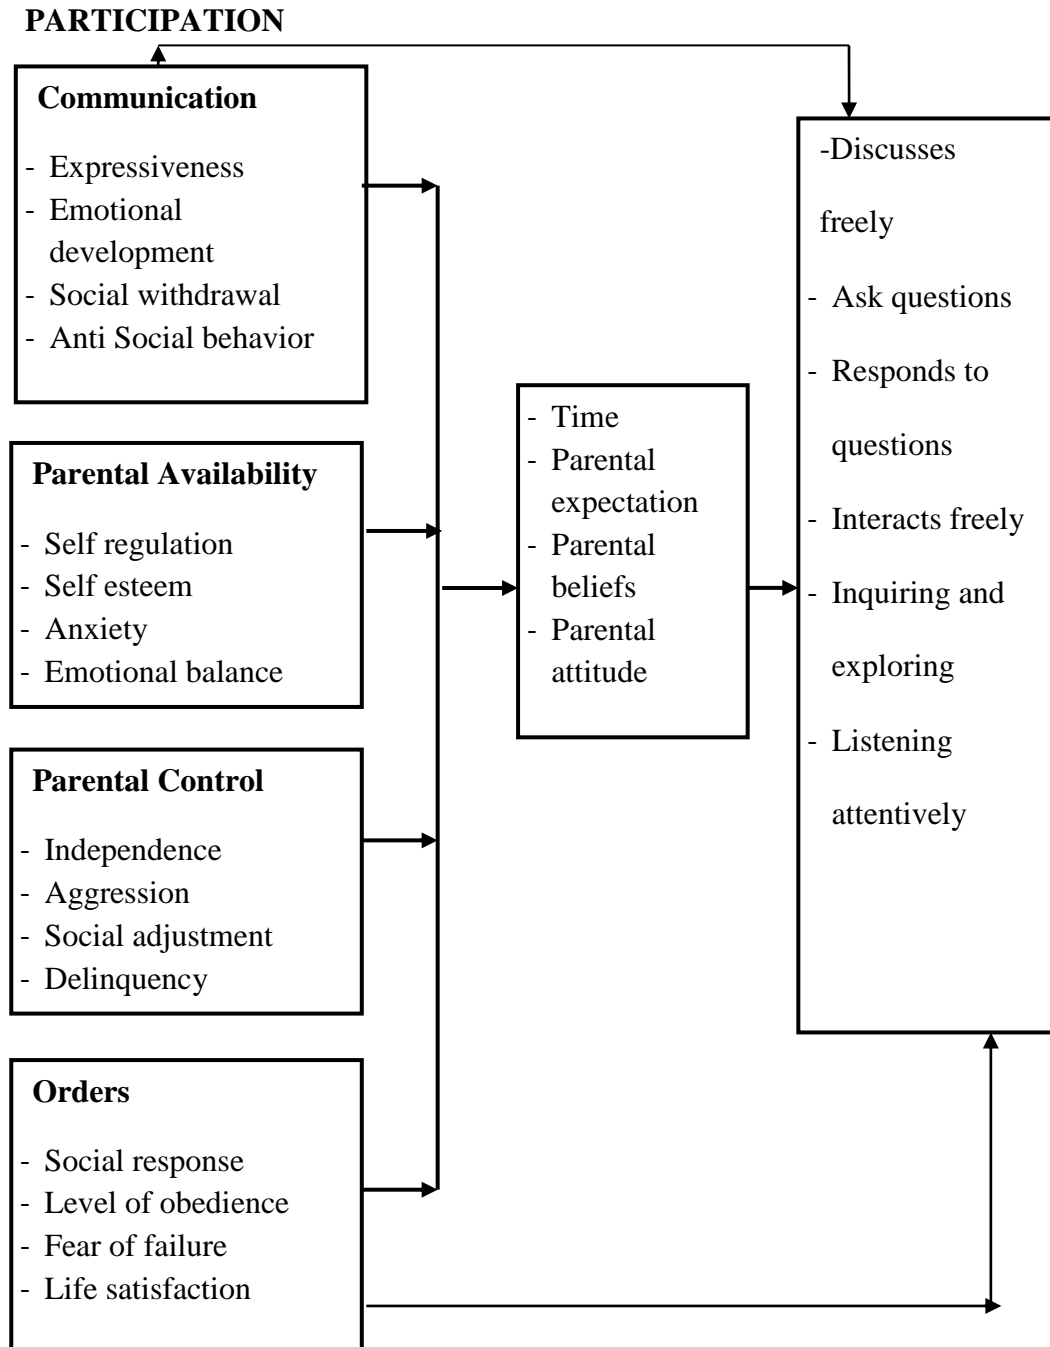 PARTICIPATION
Communication
- Expressiveness
- Emotional
development
- Social withdrawal
- Anti Social behavior
Parental Availability
- Self regulation
- Self esteem
- Anxiety
- Emotional balance
Parental Control
- Independence
- Aggression
- Social adjustment
- Delinquency
Orders
- Social response
- Level of obedience
- Fear of failure
- Life satisfaction
- Time
- Parental
expectation
- Parental
beliefs
- Parental
attitude
-Discusses
freely
- Ask questions
- Responds to
questions
- Interacts freely
- Inquiring and
exploring
- Listening
attentively